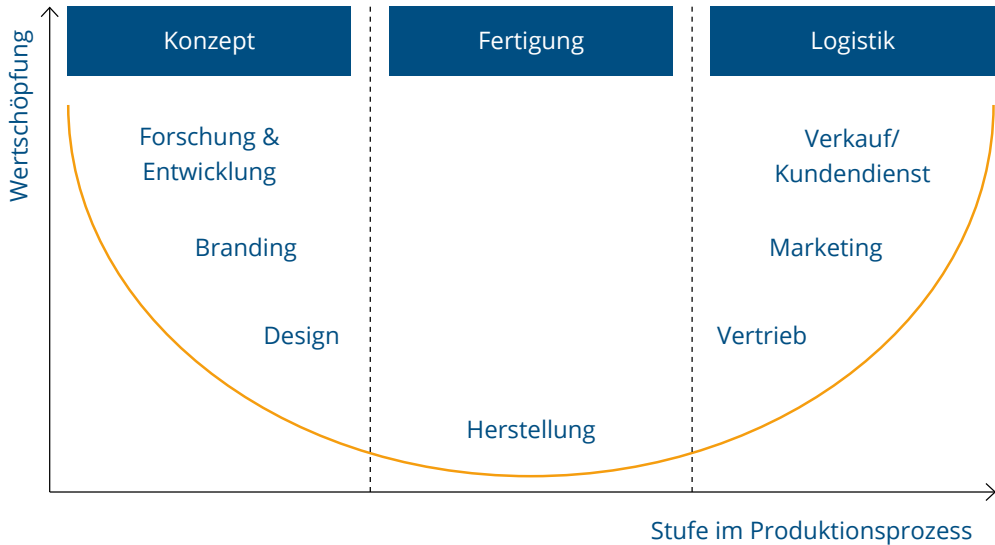 Wertschöpfung
Konzept
Fertigung
Logistik
Forschung &
Entwicklung
Verkauf/
Kundendienst
Branding
Marketing
Design
Vertrieb
Herstellung
Stufe im Produktionsprozess